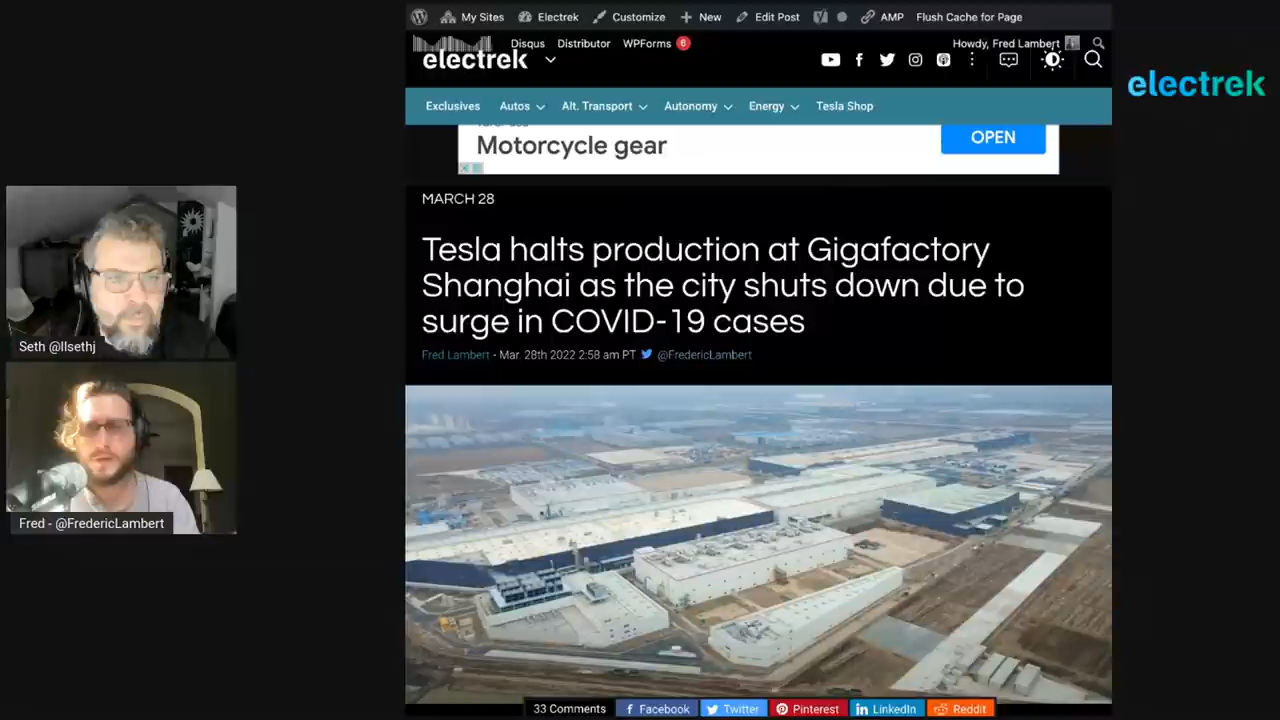 My Sites Electrek Customize New Edit Post AMP Flush Cache for Page
Disqus Distributor WPForms 6 Howdy, Fred Lambert
electrek
Exclusives Autos Alt. Transport Autonomy Energy Tesla Shop
electrek
Motorcycle gear
OPEN
MARCH 28
Tesla halts production at Gigafactory
Shanghai as the city shuts down due to
surge in COVID-19 cases
Fred Lambert - Mar. 28th 2022 2:58 am PT @FredericLambert
Seth @llsethj
Fred - @FredericLambert
33 Comments Facebook Twitter Pinterest LinkedIn Reddit